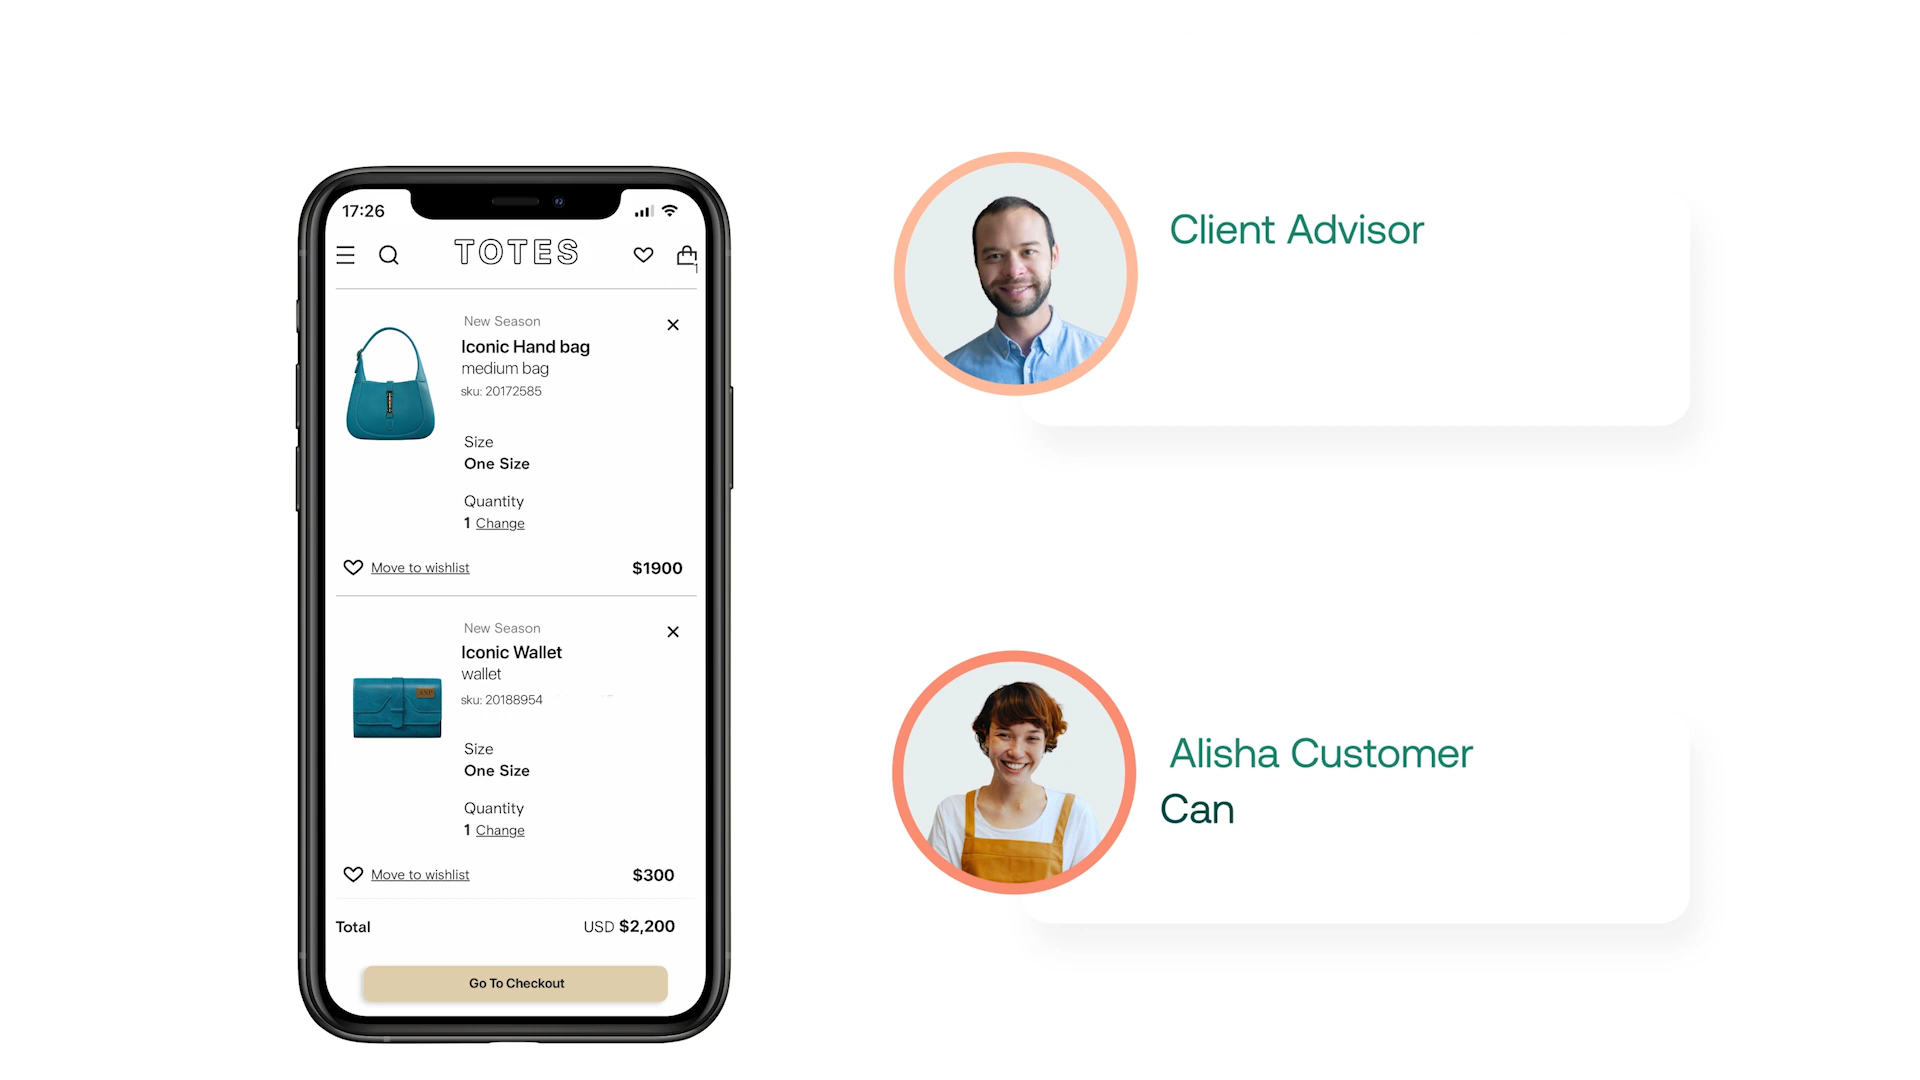 17:26
TOTES
1
New Season
Iconic Hand bag
medium bag
sku: 20172585
Size
One Size
Quantity
1 Change
Move to wishlist $1900
New Season
Iconic Wallet
wallet
sku: 20188954
Size
One Size
Quantity
1 Change
Move to wishlist $300
Total USD $2,200
Go To Checkout
Client Advisor
Alisha Customer
Can